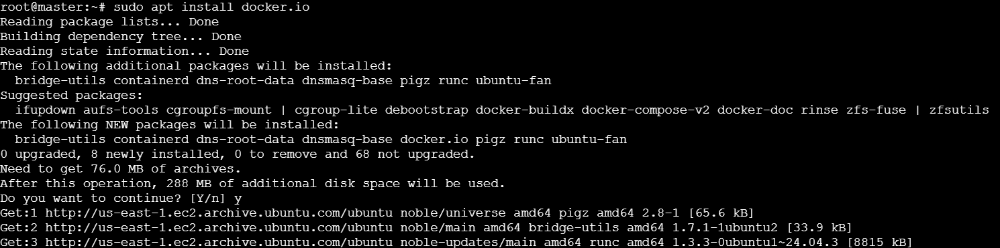 root@master:~# sudo apt install docker.io
Reading package lists... Done
Building dependency tree... Done
Reading state information... Done
The following additional packages will be installed:
  bridge-utils containerd dns-root-data dnsmasq-base pigz runc ubuntu-fan
Suggested packages:
  ifupdown aufs-tools cgroupfs-mount | cgroup-lite debootstrap docker-buildx docker-compose-v2 docker-doc rinse zfs-fuse | zfsutils
The following NEW packages will be installed:
  bridge-utils containerd dns-root-data dnsmasq-base docker.io pigz runc ubuntu-fan
0 upgraded, 8 newly installed, 0 to remove and 68 not upgraded.
Need to get 76.0 MB of archives.
After this operation, 288 MB of additional disk space will be used.
Do you want to continue? [Y/n] y
Get:1 http://us-east-1.ec2.archive.ubuntu.com/ubuntu noble/universe amd64 pigz amd64 2.8-1 [65.6 kB]
Get:2 http://us-east-1.ec2.archive.ubuntu.com/ubuntu noble/main amd64 bridge-utils amd64 1.7.1-1ubuntu2 [33.9 kB]
Get:3 http://us-east-1.ec2.archive.ubuntu.com/ubuntu noble-updates/main amd64 runc amd64 1.3.3-0ubuntu1~24.04.3 [8815 kB]